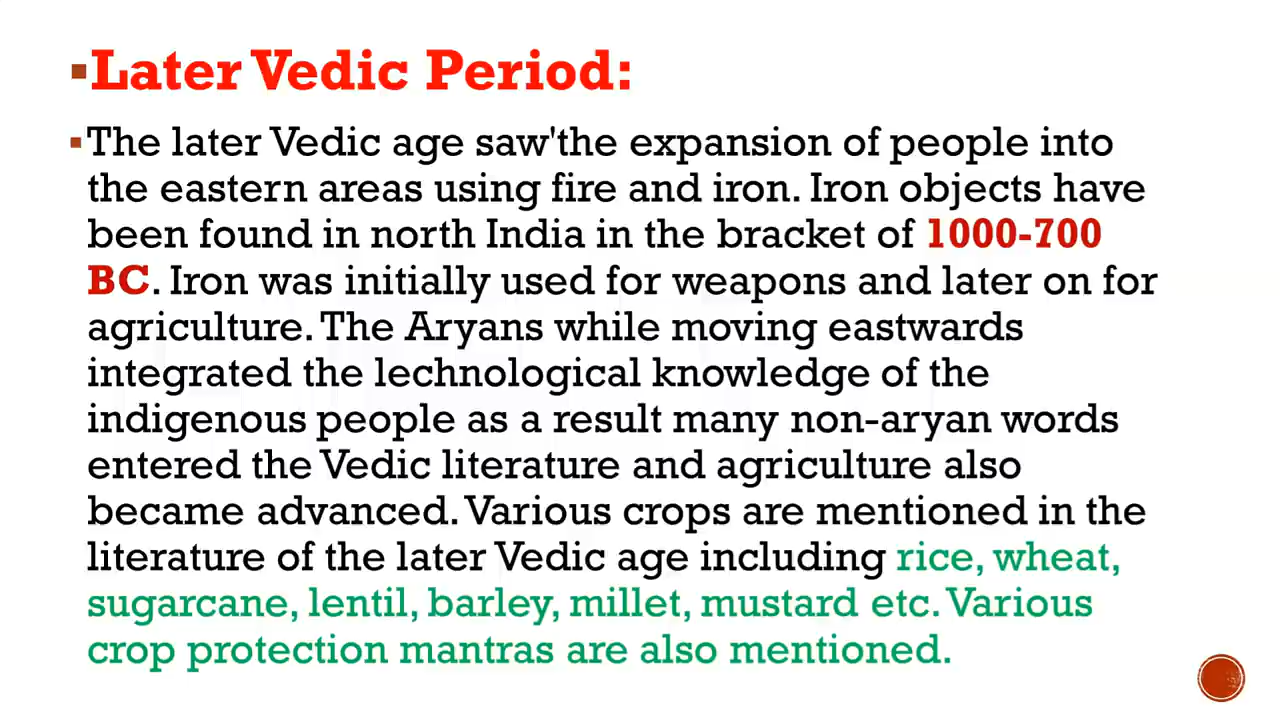 ▪Later Vedic Period:
▪The later Vedic age saw'the expansion of people into
the eastern areas using fire and iron. Iron objects have
been found in north India in the bracket of 1000-700
BC. Iron was initially used for weapons and later on for
agriculture. The Aryans while moving eastwards
integrated the lechnological knowledge of the
indigenous people as a result many non-aryan words
entered the Vedic literature and agriculture also
became advanced. Various crops are mentioned in the
literature of the later Vedic age including rice, wheat,
sugarcane, lentil, barley, millet, mustard etc. Various
crop protection mantras are also mentioned.